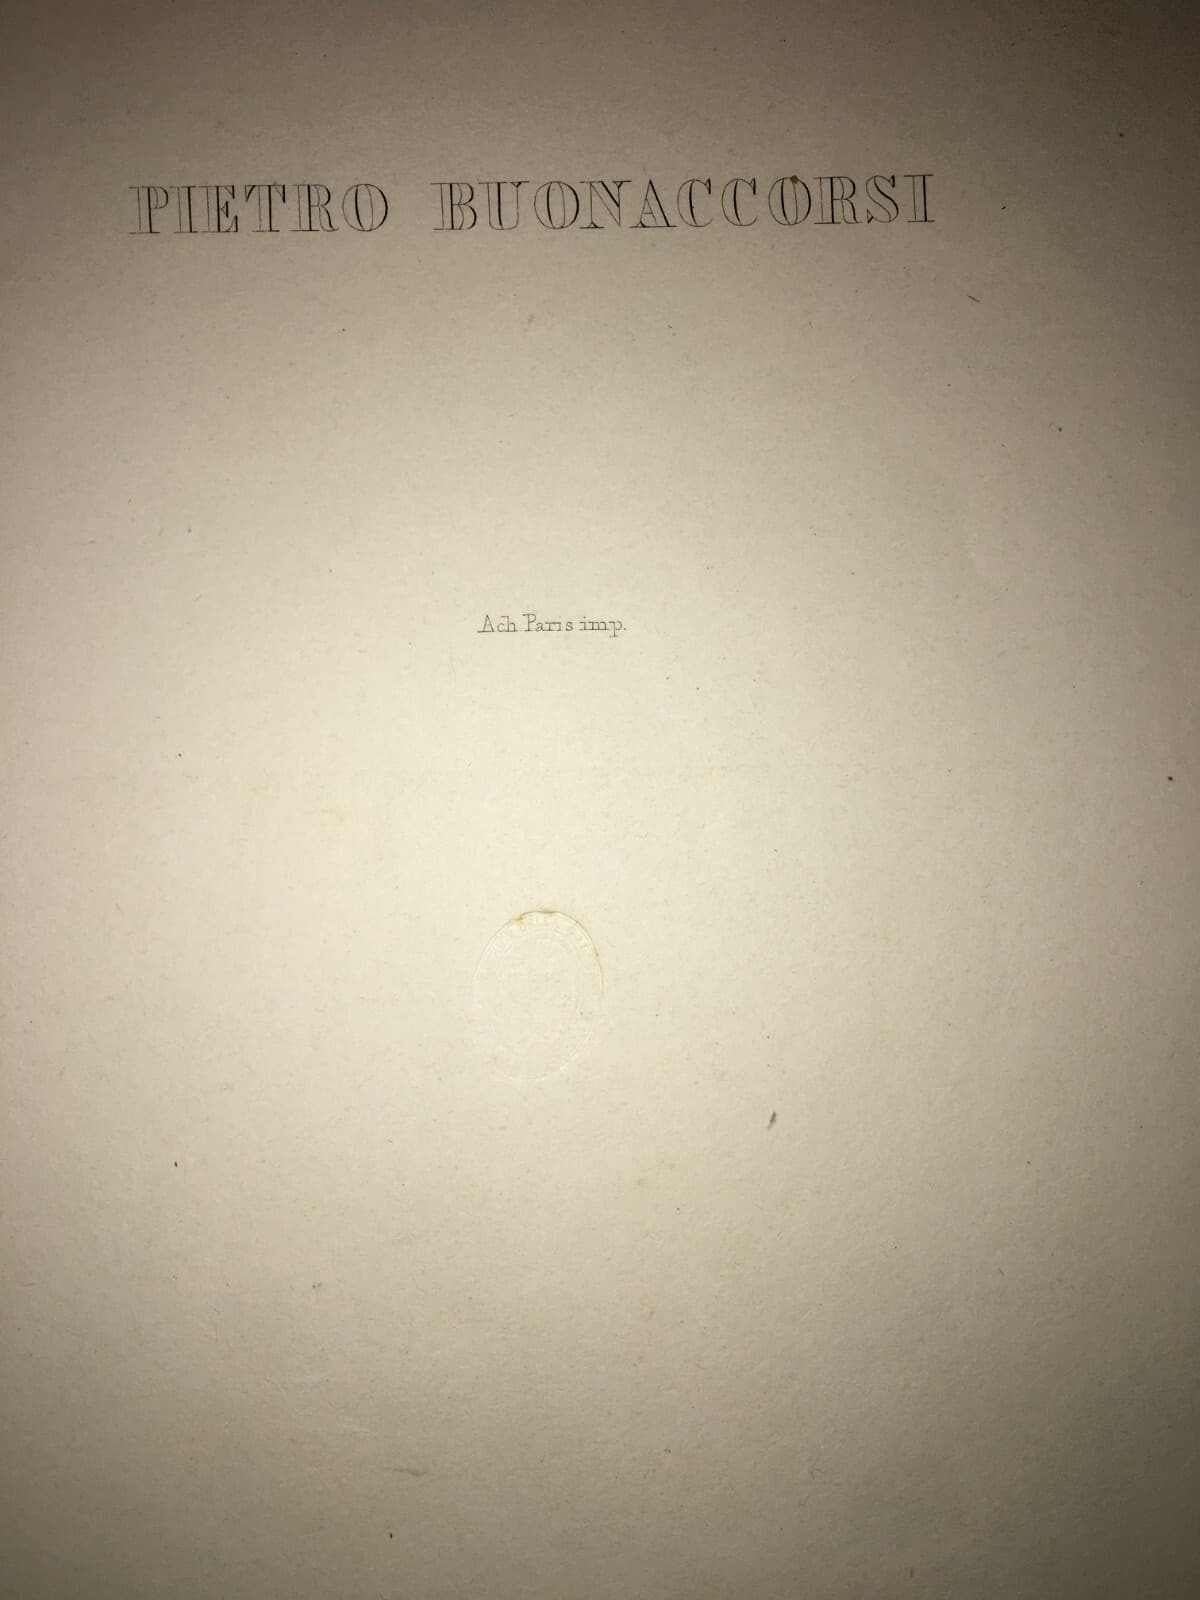 PIETRO BUONACCORSI
Ach Paris imp.